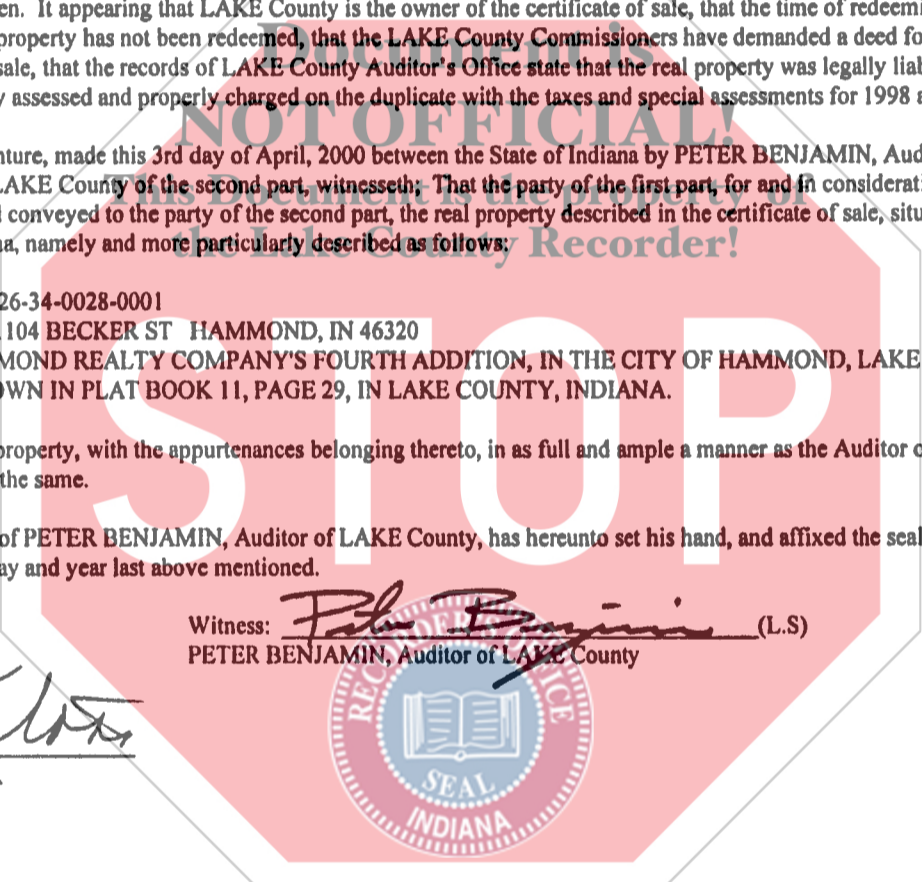 en. It appearing that LAKE County is the owner of the certificate of sale, that the time of redeemi
property has not been redeemed, that the LAKE County Commissioners have demanded a deed fo
sale, that the records of LAKE County Auditor's Office state that the real property was legally liab
y assessed and properly charged on the duplicate with the taxes and special assessments for 1998 a
Document is
NOT OFFICIAL!
This Document is the property of
the Lake County Recorder!
nture, made this 3rd day of April, 2000 between the State of Indiana by PETER BENJAMIN, Aud
LAKE County of the second part, witnesseth; That the party of the first part, for and in considerati
conveyed to the party of the second part, the real property described in the certificate of sale, situ
na, namely and more particularly described as follows:
26-34-0028-0001
104 BECKER ST HAMMOND, IN 46320
MOND REALTY COMPANY'S FOURTH ADDITION, IN THE CITY OF HAMMOND, LAKE
OWN IN PLAT BOOK 11, PAGE 29, IN LAKE COUNTY, INDIANA.
STOP
property, with the appurtenances belonging thereto, in as full and ample a manner as the Auditor o
the same.
of PETER BENJAMIN, Auditor of LAKE County, has hereunto set his hand, and affixed the seal
ay and year last above mentioned.
Witness: Peter Benjamin (L.S)
PETER BENJAMIN, Auditor of LAKE County
RECORDER'S OFFICE
SEAL
INDIANA